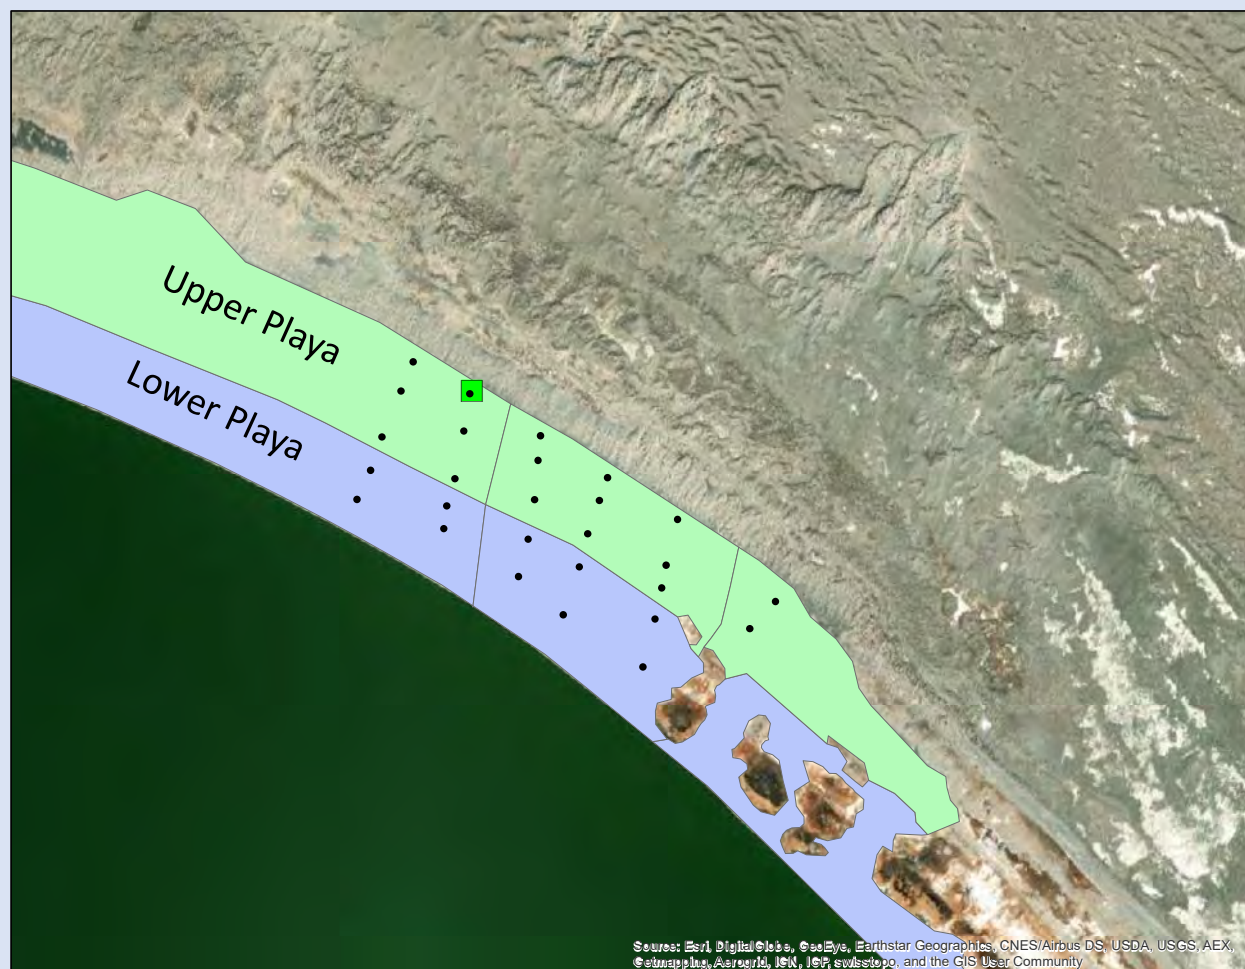 Upper Playa
Lower Playa
Source: Esri, DigitalGlobe, GeoEye, Earthstar Geographics, CNES/Airbus DS, USDA, USGS, AEX,
Getmapping, Aerogrid, IGN, IGP, swisstopo, and the GIS User Community